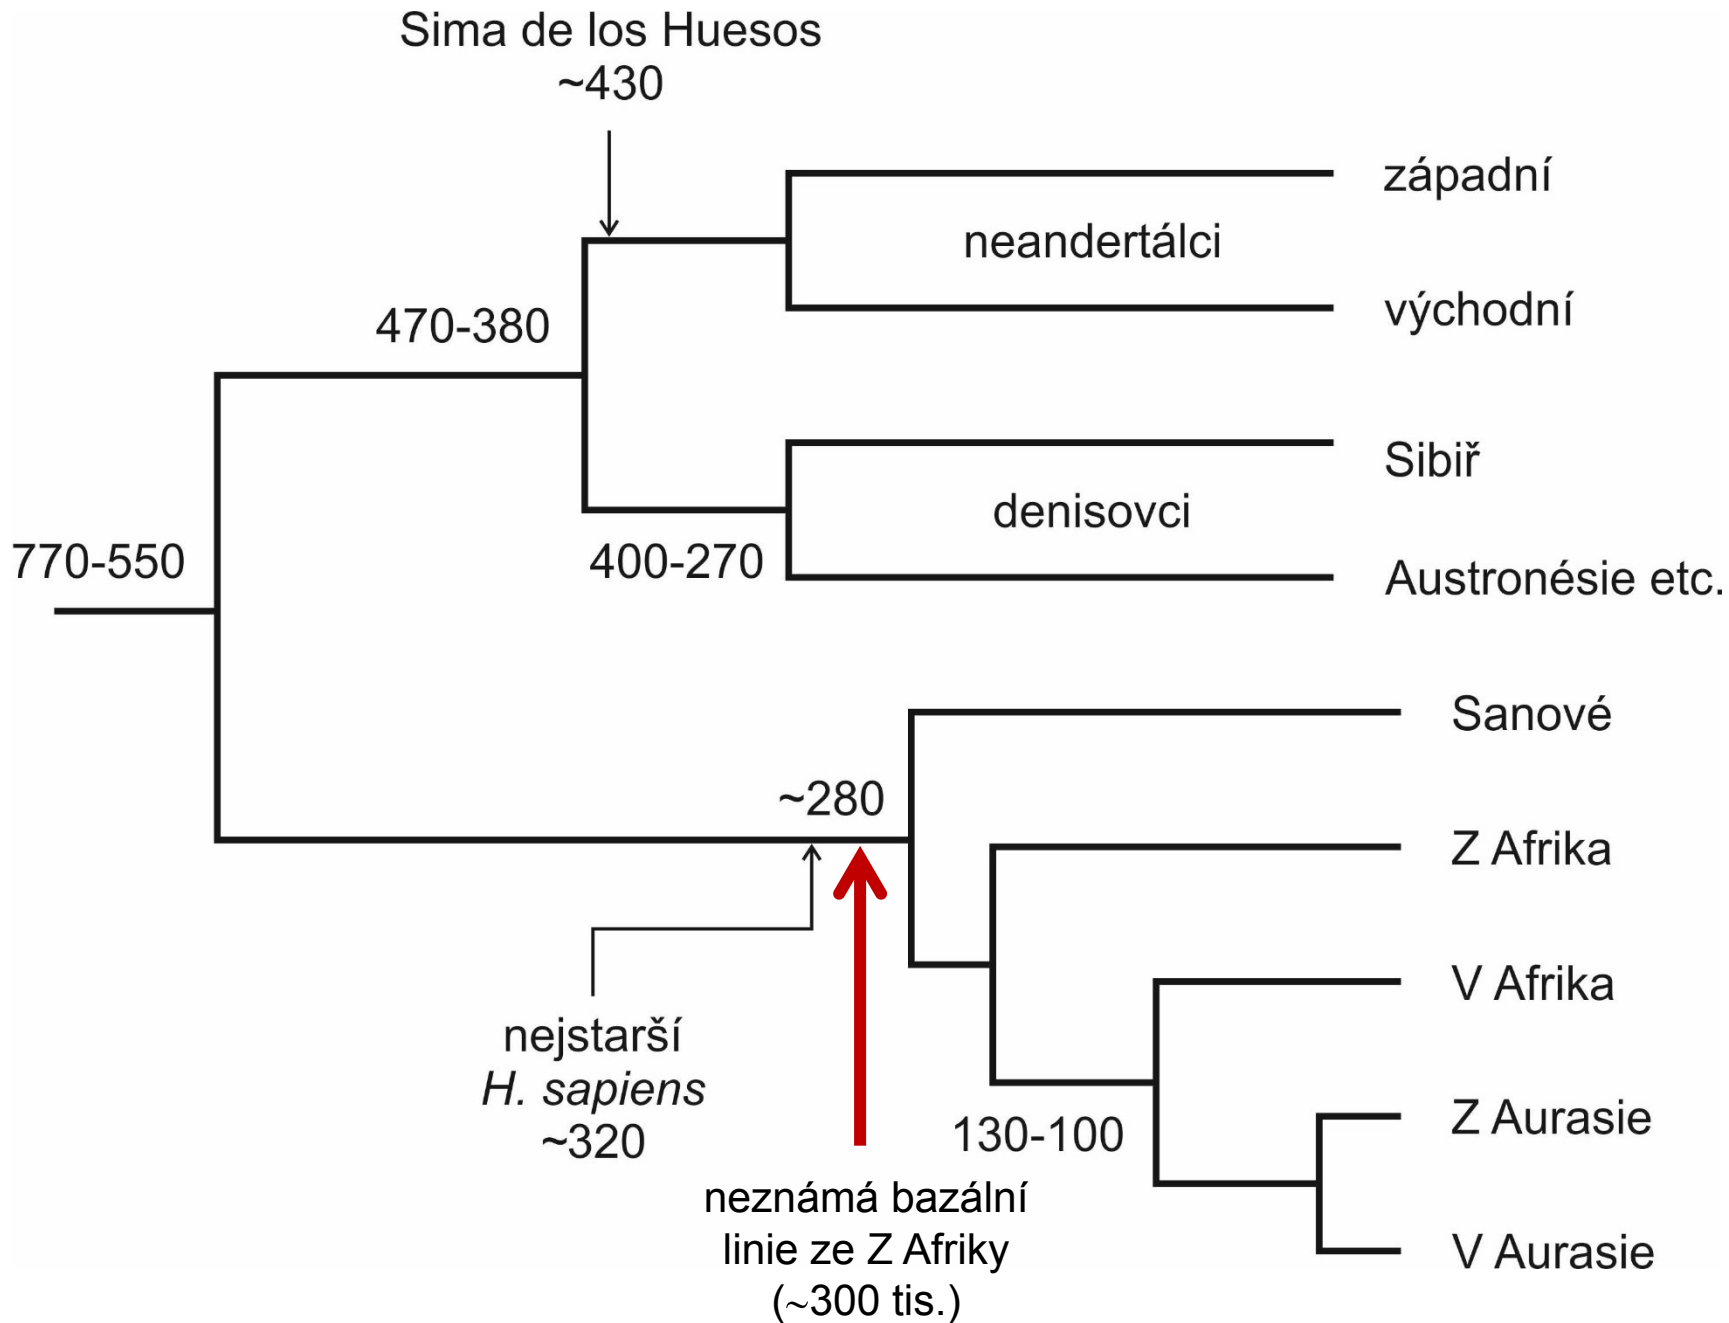 Sima de los Huesos
~430
západní
neandertálci
východní
470-380
Sibiř
denisovci
400-270
Austronésie etc.
770-550
Sanové
~280
Z Afrika
V Afrika
nejstarší
H. sapiens
~320
130-100
Z Aurasie
V Aurasie
neznámá bazální
linie ze Z Afriky
(~300 tis.)